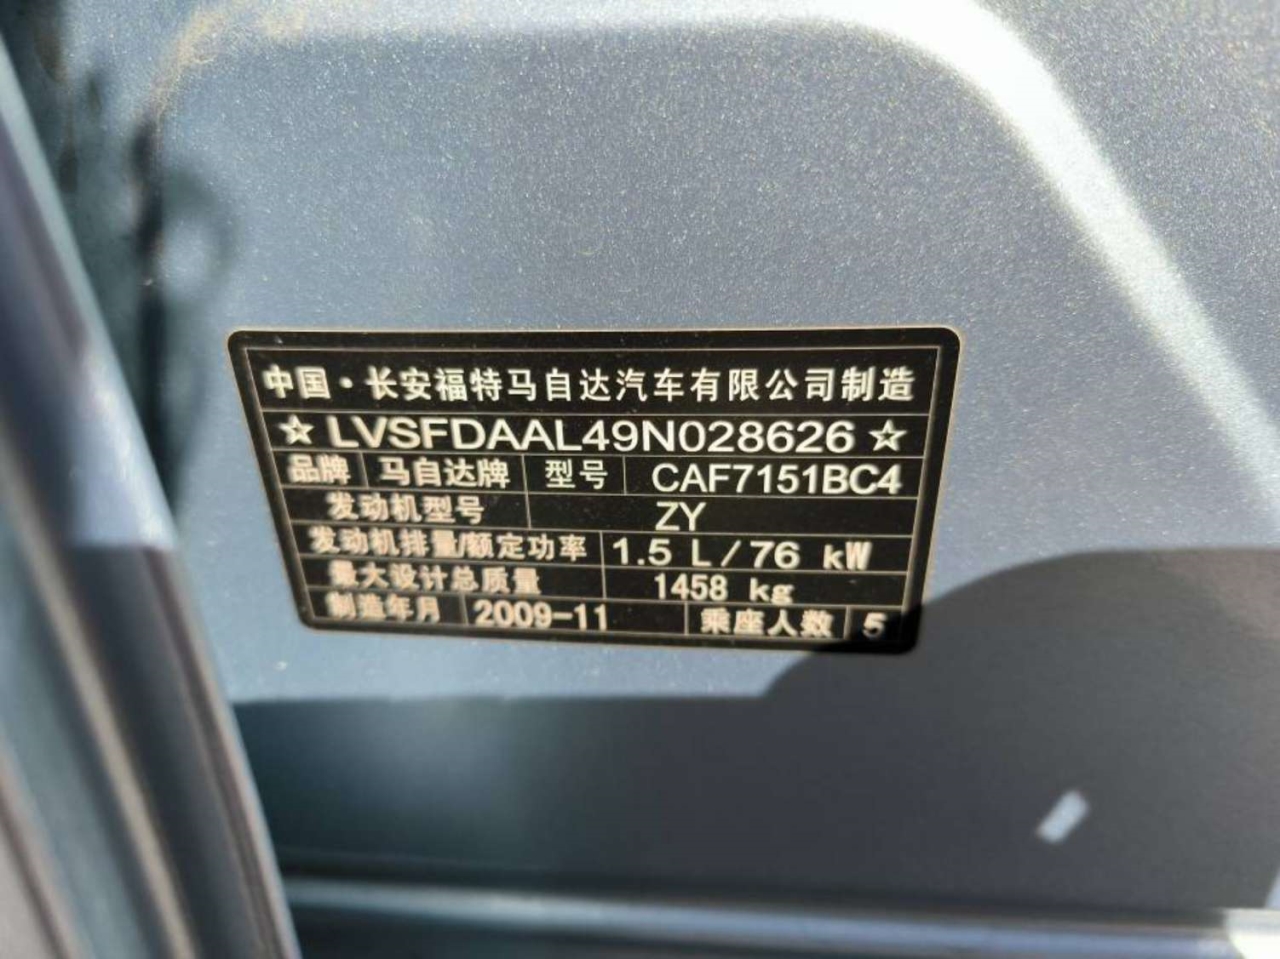 中国·长安福特马自达汽车有限公司制造
☆LVSFDAAL49N028626☆
品牌 马自达牌 型号 CAF7151BC4
发动机型号 ZY
发动机排量/额定功率 1.5 L/76 kW
最大设计总质量 1458 kg
制造年月 2009-11 乘座人数 5